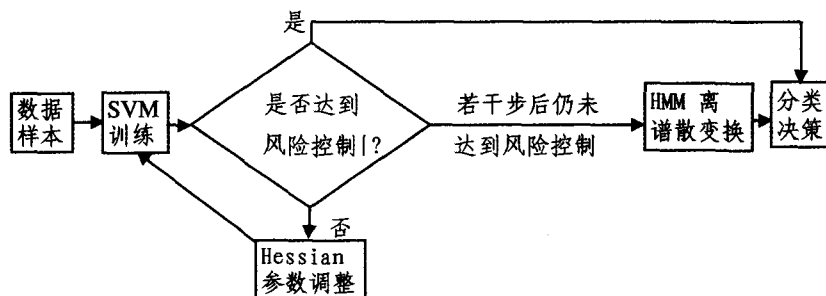 是
数据
样本
SVM
训练
是否达到
风险控制?
若干步后仍未
达到风险控制
HMM 离
谱散变换
分类
决策
否
Hessian
参数调整